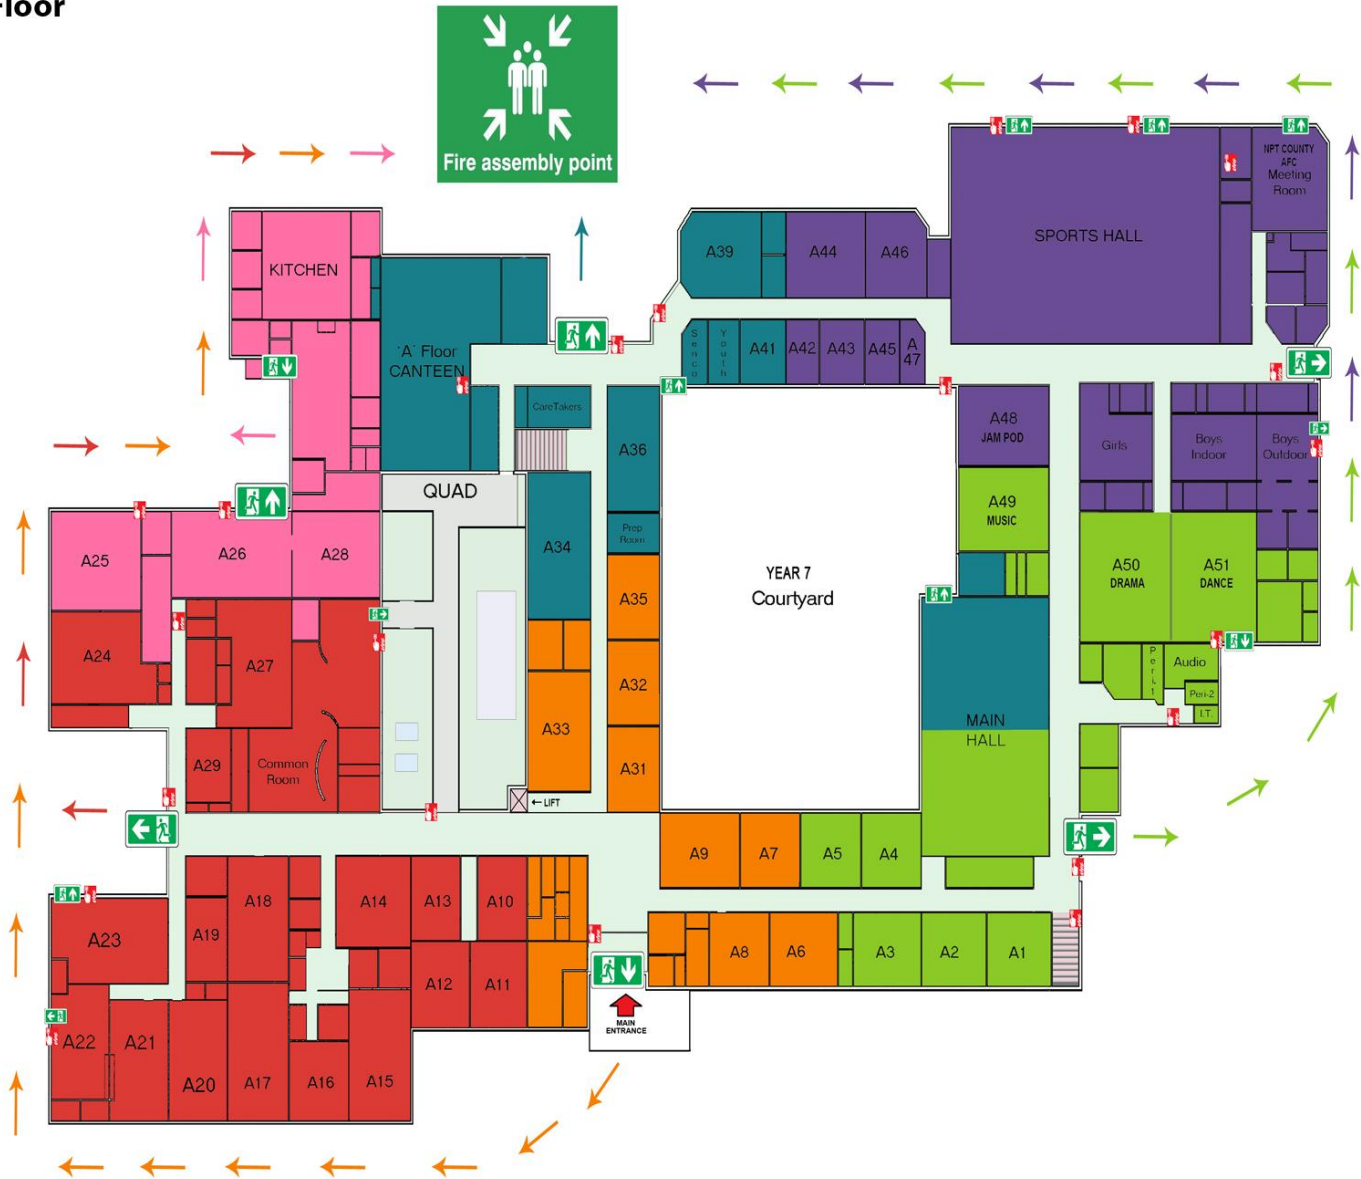 Floor
Fire assembly point
NPT COUNTY
AFC
Meeting
Room
SPORTS HALL
A39
A44
A46
KITCHEN
Senco
Youth
A41
A42
A43
A45
A
47
'A' Floor
CANTEEN
CareTakers
A36
A48
JAM POD
Girls
Boys
Indoor
Boys
Outdoor
QUAD
A49
MUSIC
A34
Prep
Room
A25
A26
A28
YEAR 7
Courtyard
A50
DRAMA
A51
DANCE
A35
A24
A27
A32
Peri.1
Audio
Peri-2
I.T.
A33
MAIN
HALL
A29
Common
Room
A31
← LIFT
A9
A7
A5
A4
A18
A14
A13
A10
A19
A23
A8
A6
A3
A2
A1
A12
A11
MAIN
ENTRANCE
A22
A21
A20
A17
A16
A15